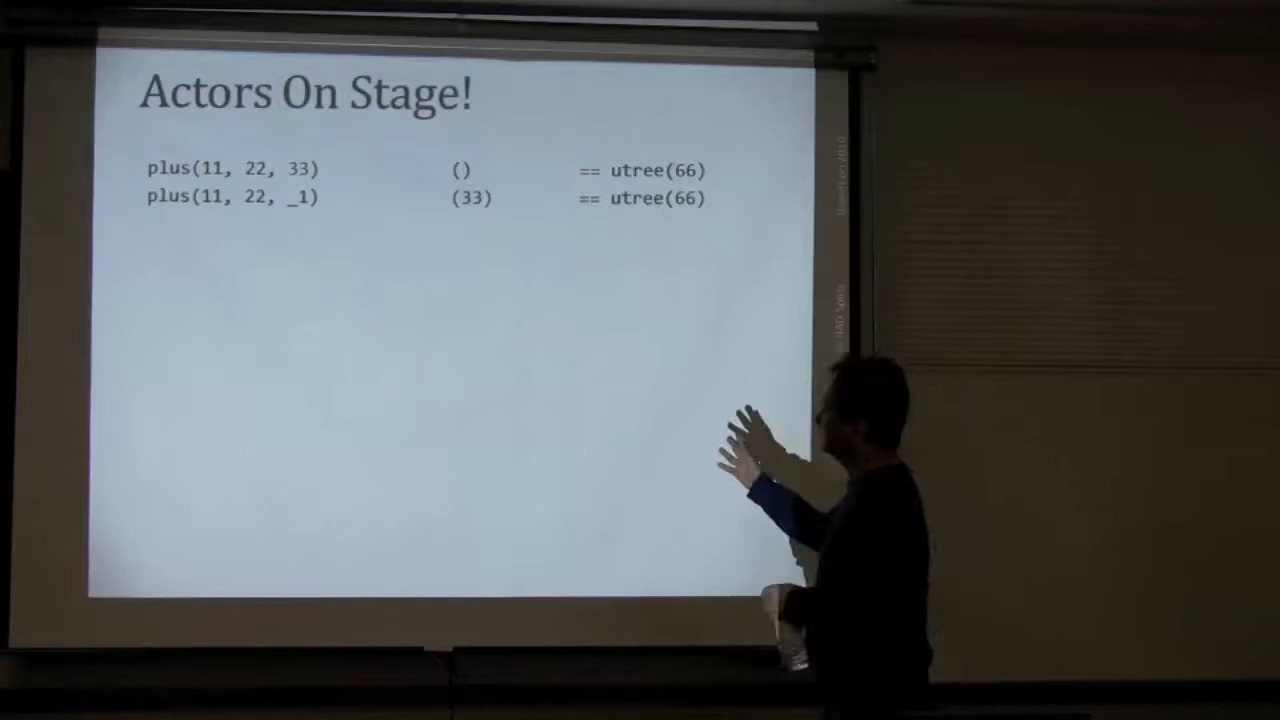 Actors On Stage!
plus(11, 22, 33) () == utree(66)
plus(11, 22, _1) (33) == utree(66)